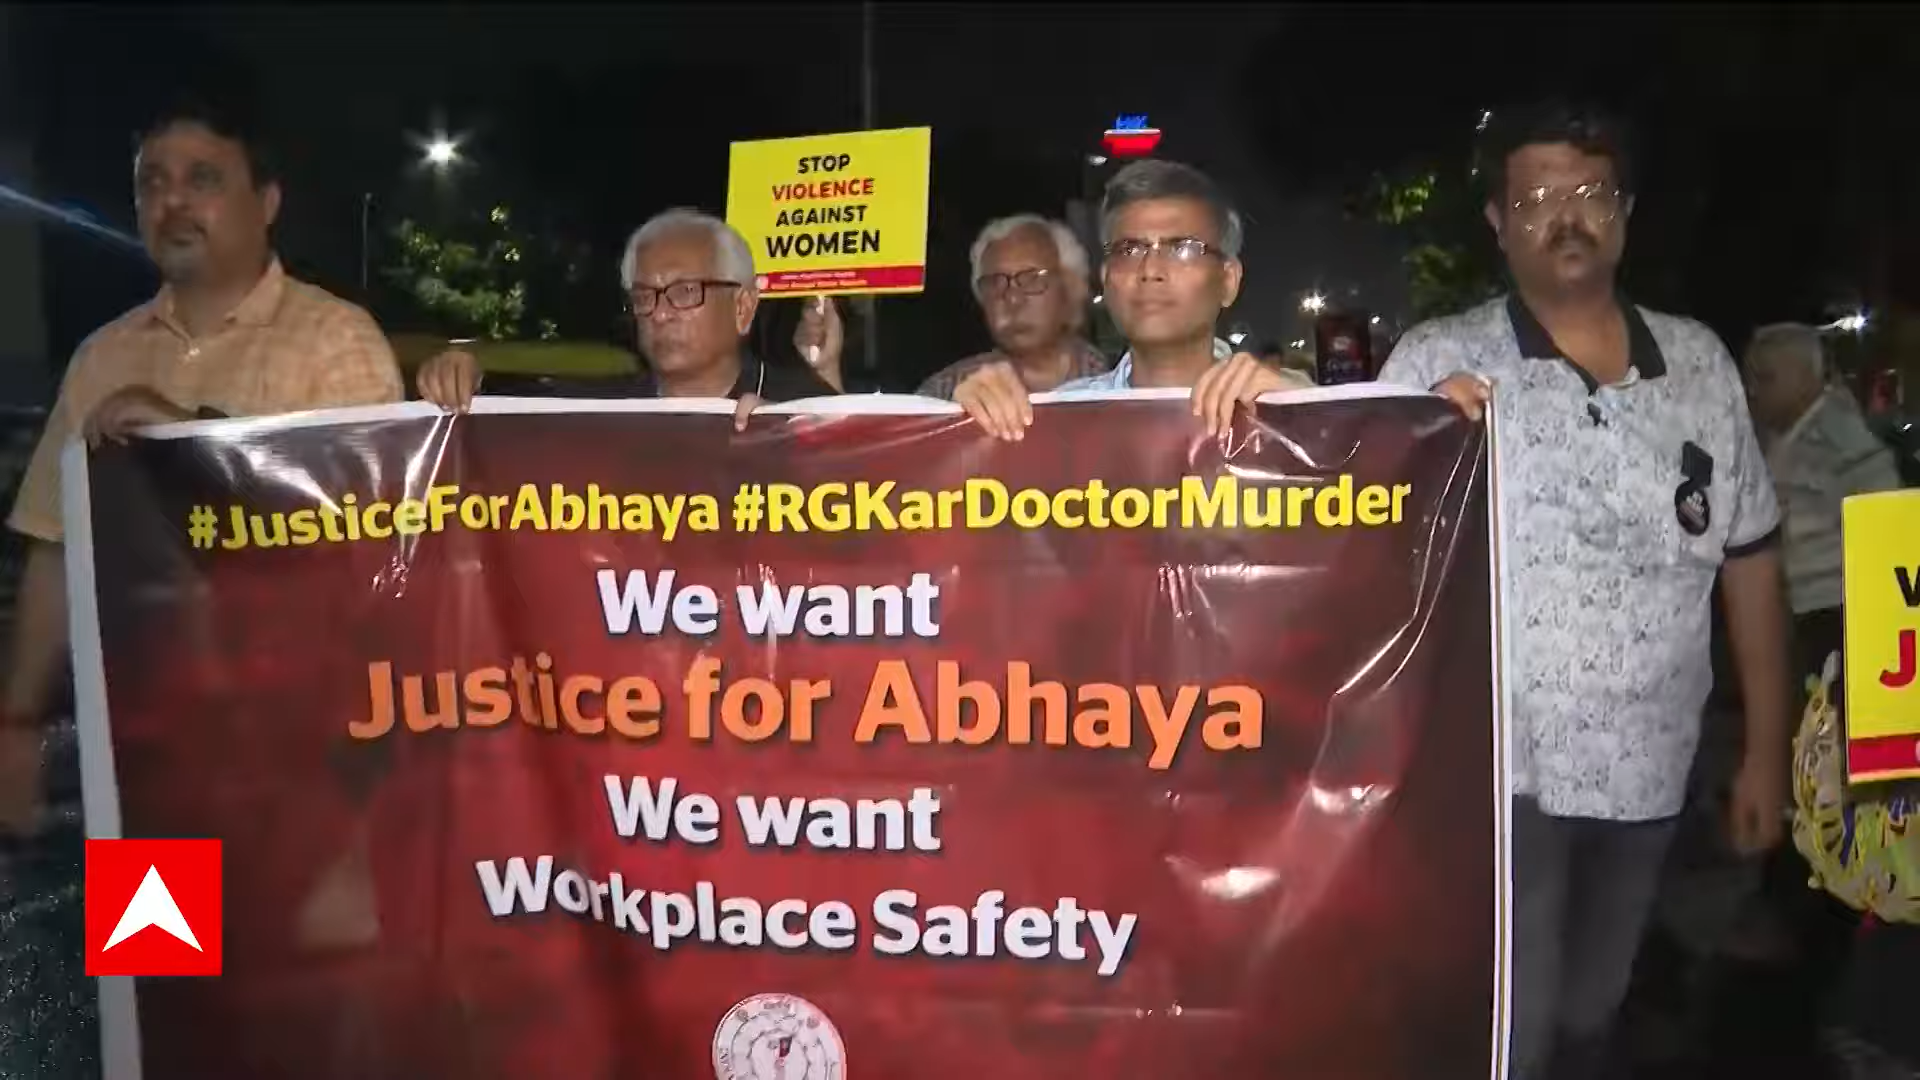 STOP
VIOLENCE
AGAINST
WOMEN
#JusticeForAbhaya #RGKarDoctorMurder
We want
Justice for Abhaya
We want
Workplace Safety